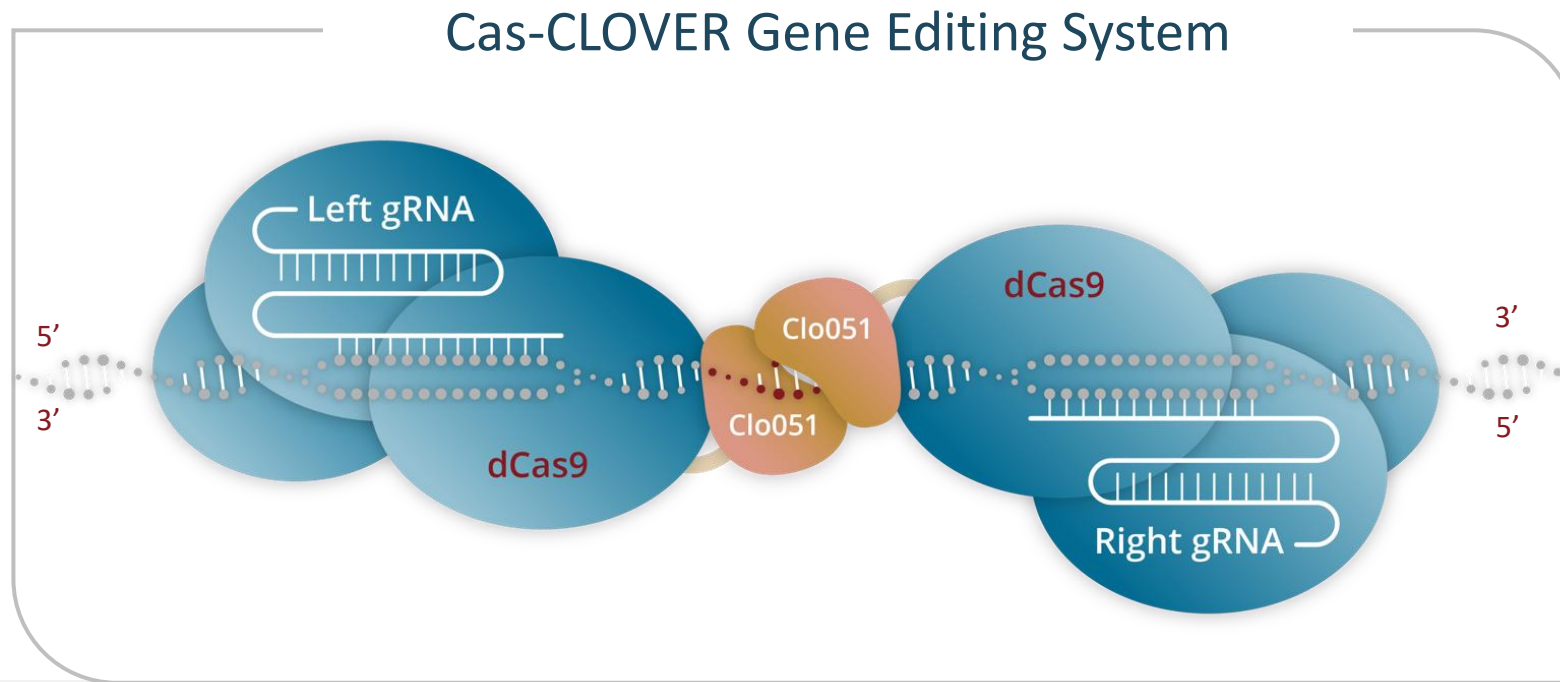 Cas-CLOVER Gene Editing System
Left gRNA
dCas9
5’
3’
Clo051
Clo051
dCas9
3’
5’
Right gRNA